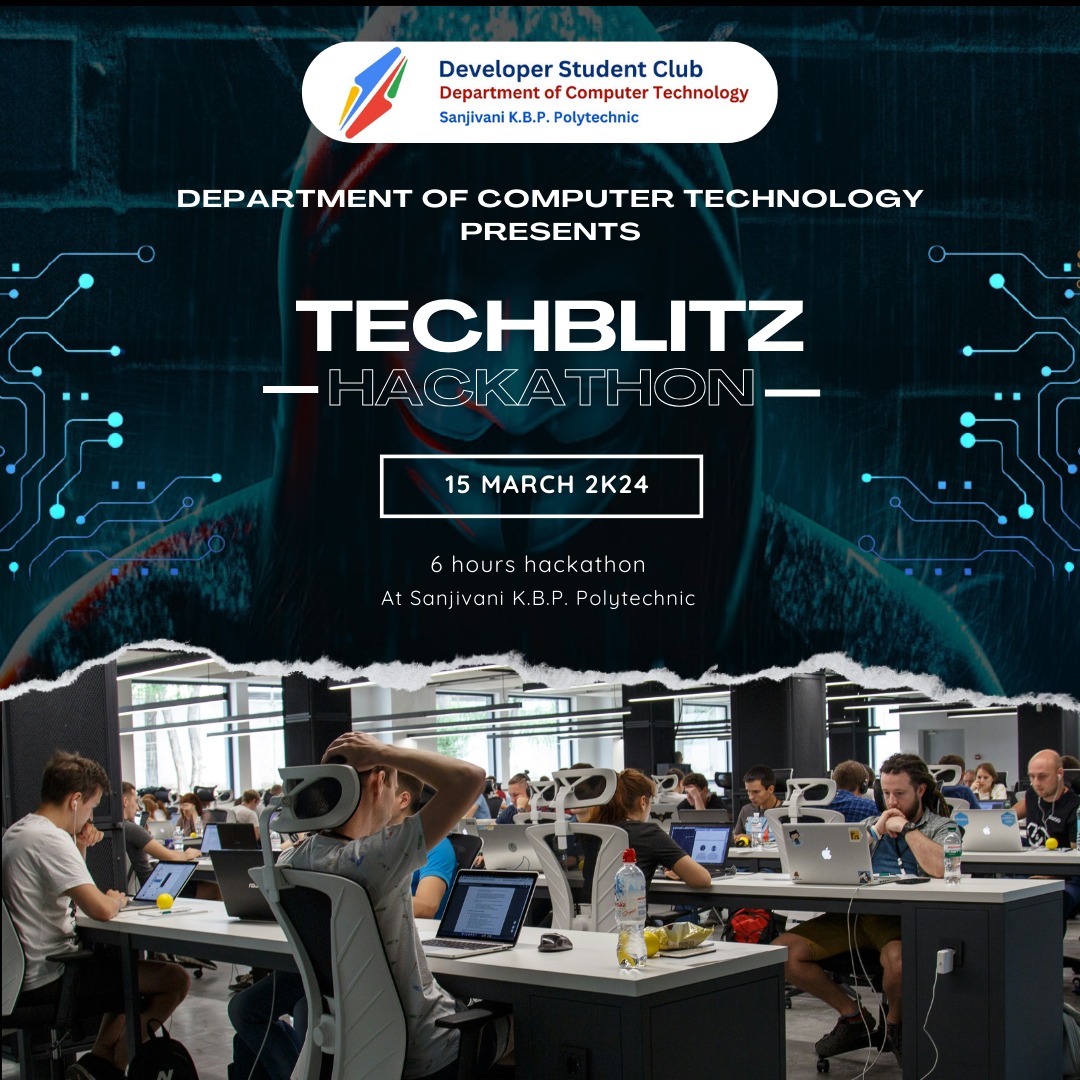 Developer Student Club
Department of Computer Technology
Sanjivani K.B.P. Polytechnic
DEPARTMENT OF COMPUTER TECHNOLOGY
PRESENTS
TECHBLITZ
HACKATHON
15 MARCH 2K24
6 hours hackathon
At Sanjivani K.B.P. Polytechnic